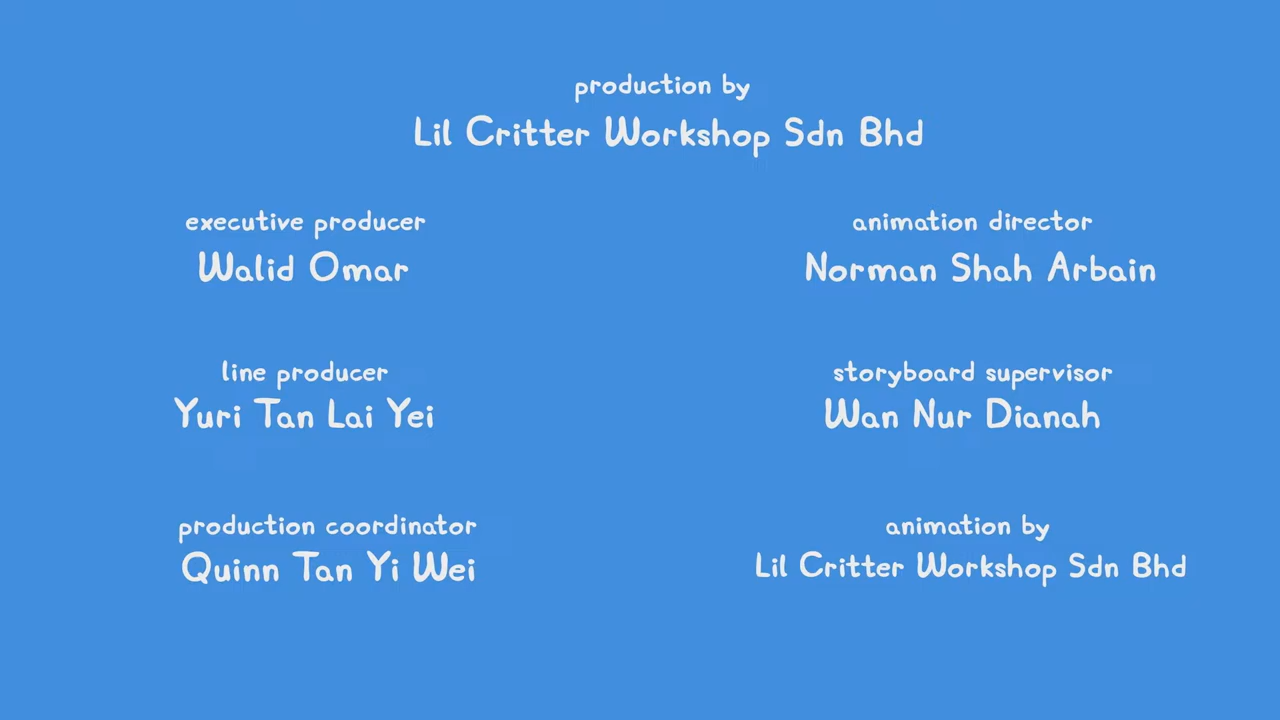 production by
Lil Critter Workshop Sdn Bhd
executive producer
Walid Omar
animation director
Norman Shah Arbain
line producer
Yuri Tan Lai Yei
storyboard supervisor
Wan Nur Dianah
production coordinator
Quinn Tan Yi Wei
animation by
Lil Critter Workshop Sdn Bhd